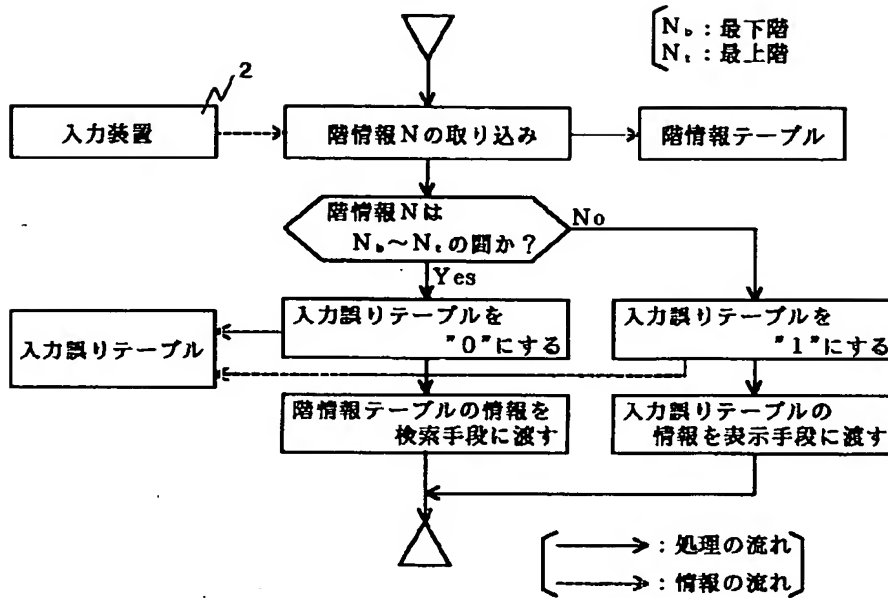 N_b：最下階
N_t：最上階
2
入力装置
階情報Nの取り込み
階情報テーブル
階情報Nは
N_b～N_tの間か？
No
Yes
入力誤りテーブルを
"0"にする
入力誤りテーブルを
"1"にする
入力誤りテーブル
階情報テーブルの情報を
検索手段に渡す
入力誤りテーブルの
情報を表示手段に渡す
：処理の流れ
：情報の流れ